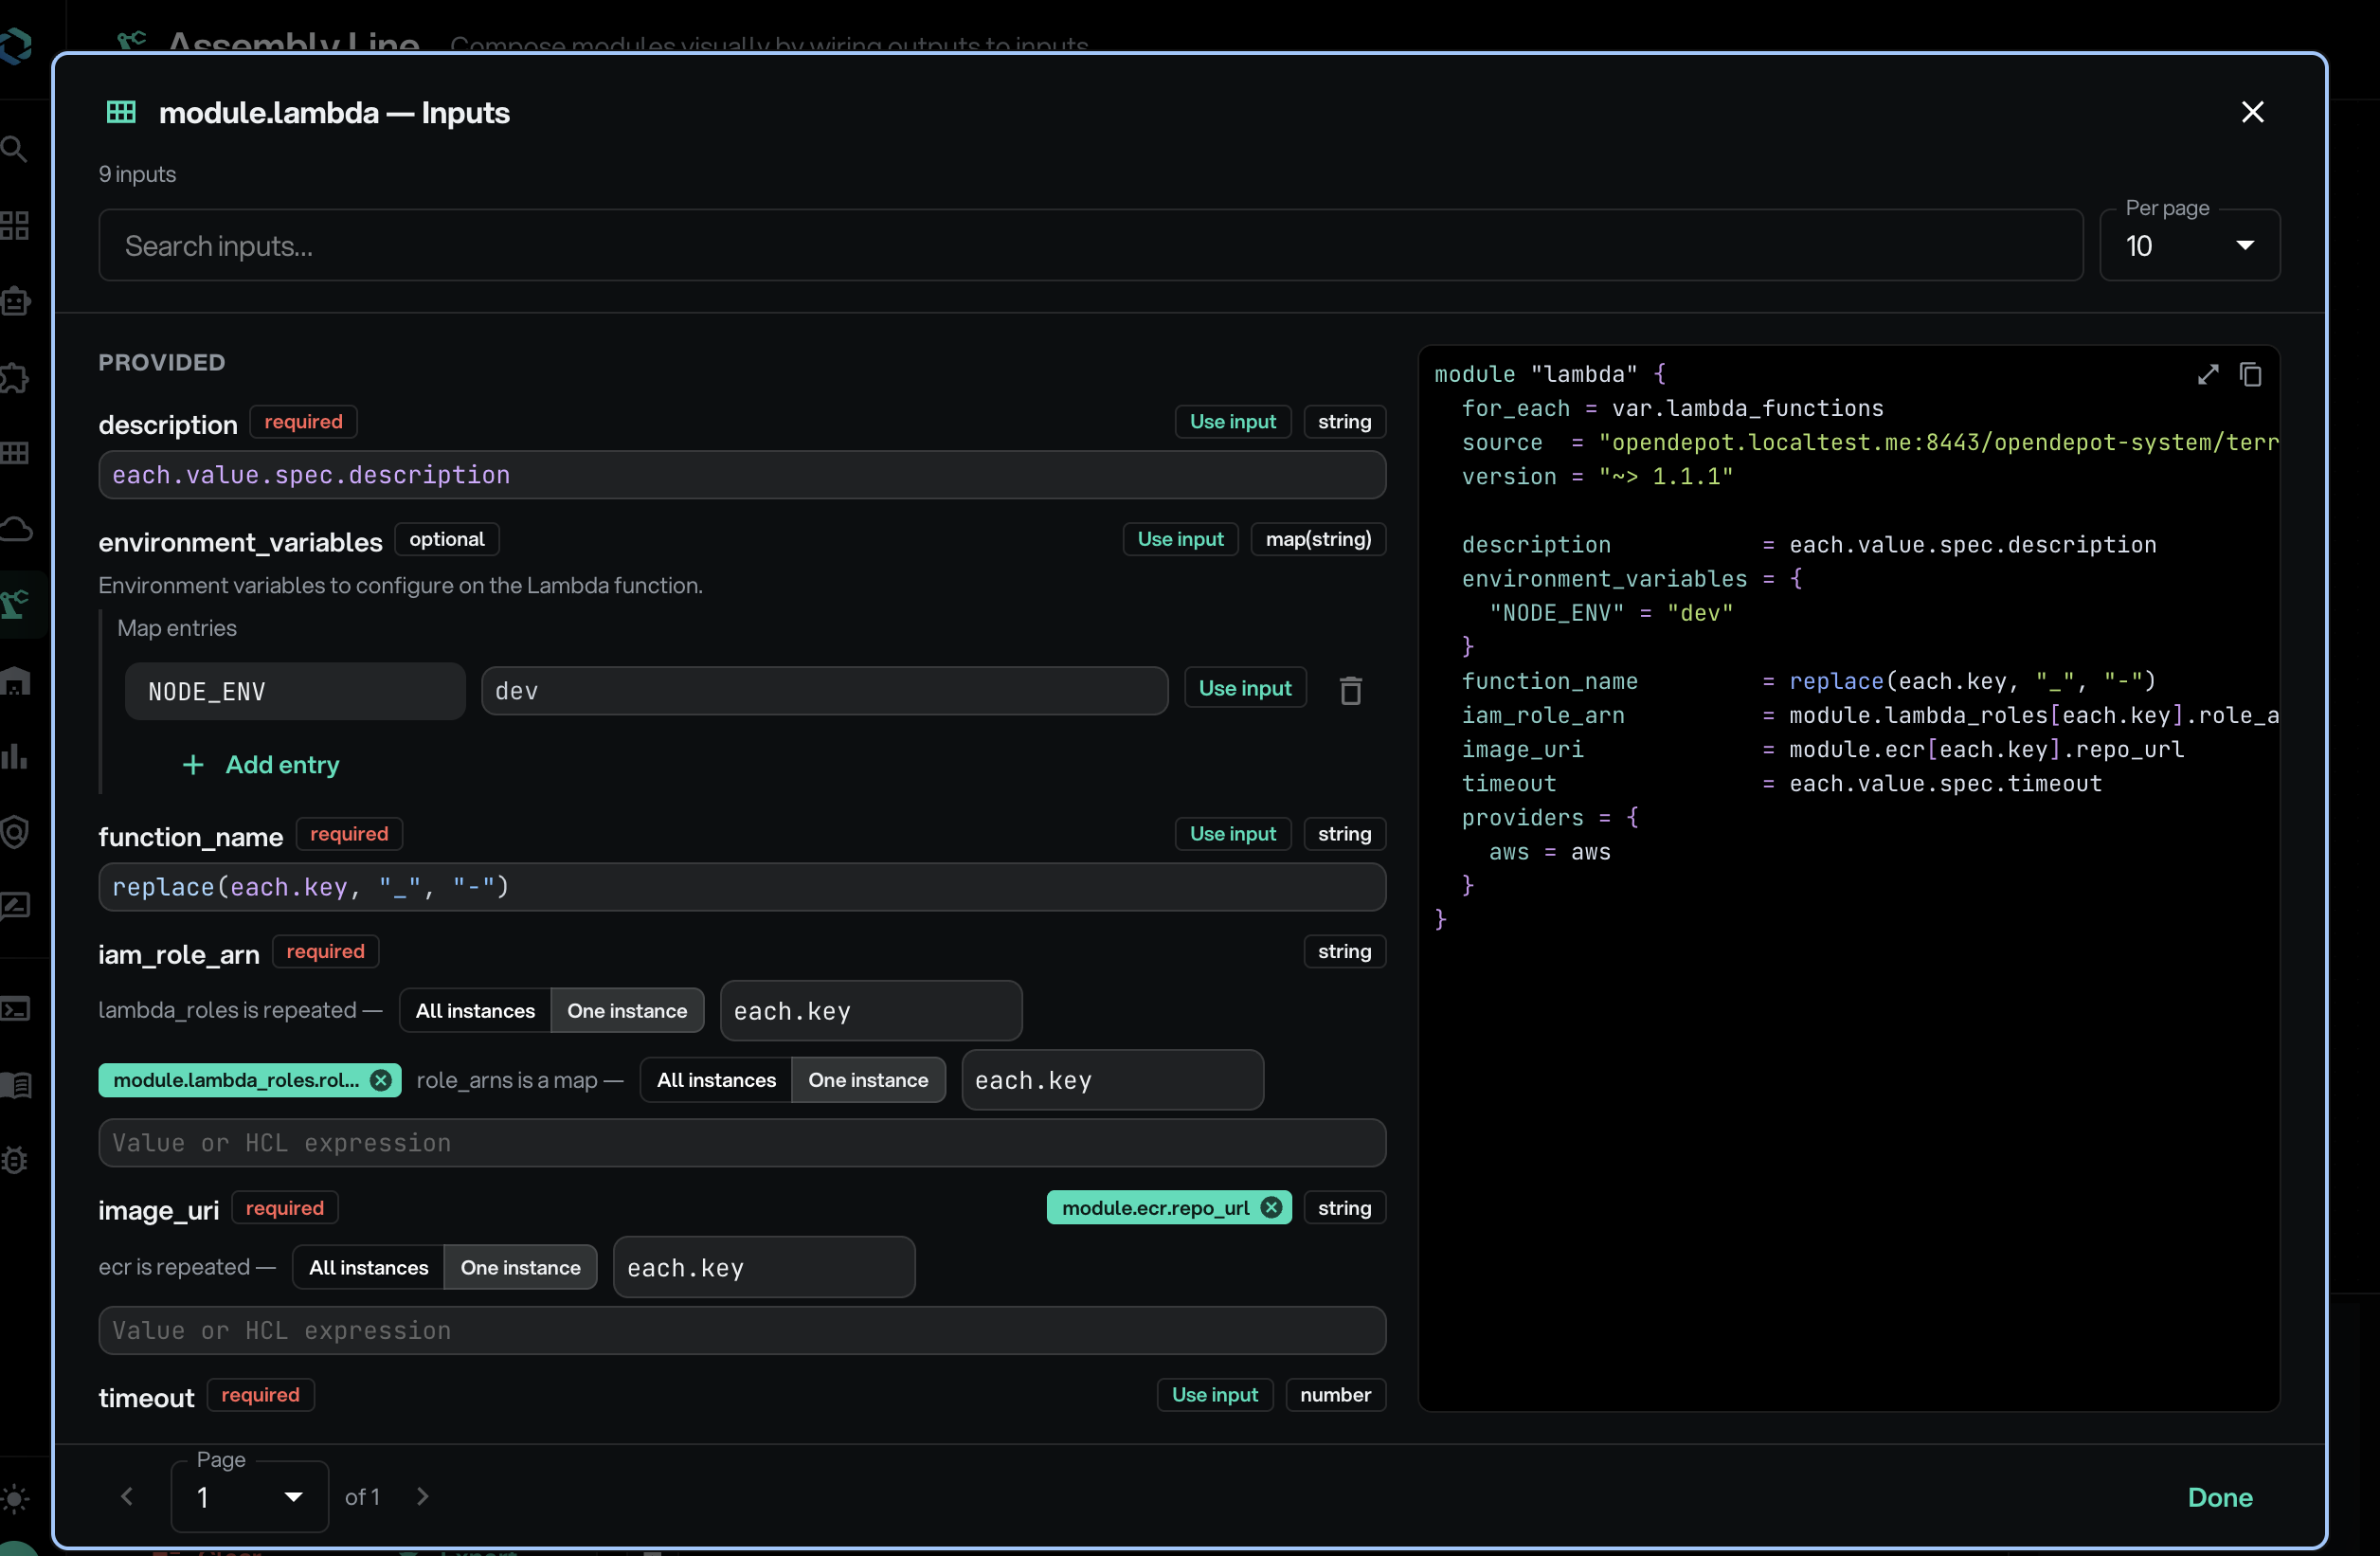 Assembly Line Compose modules visually by wiring outputs to inputs
module.lambda — Inputs
9 inputs
Search inputs...
Per page
10
PROVIDED
description required Use input string
each.value.spec.description
environment_variables optional Use input map(string)
Environment variables to configure on the Lambda function.
Map entries
NODE_ENV dev Use input
+ Add entry
function_name required Use input string
replace(each.key, "_", "-")
iam_role_arn required string
lambda_roles is repeated — All instances One instance each.key
module.lambda_roles.rol... role_arns is a map — All instances One instance each.key
Value or HCL expression
image_uri required module.ecr.repo_url string
ecr is repeated — All instances One instance each.key
Value or HCL expression
timeout required Use input number
module "lambda" {
  for_each = var.lambda_functions
  source  = "opendepot.localtest.me:8443/opendepot-system/terr
  version = "~> 1.1.1"
  description           = each.value.spec.description
  environment_variables = {
    "NODE_ENV" = "dev"
  }
  function_name         = replace(each.key, "_", "-")
  iam_role_arn          = module.lambda_roles[each.key].role_a
  image_uri             = module.ecr[each.key].repo_url
  timeout               = each.value.spec.timeout
  providers = {
    aws = aws
  }
}
Page
1 of 1
Done